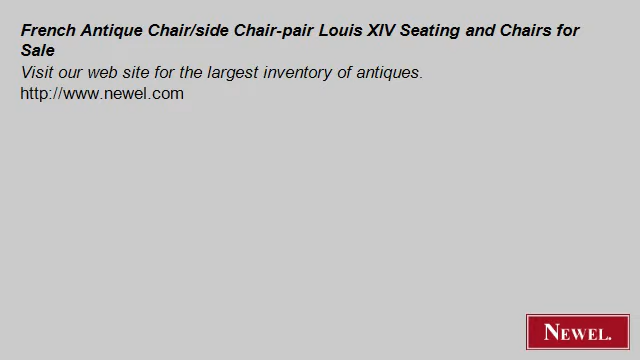 French Antique Chair/side Chair-pair Louis XIV Seating and Chairs for
Sale
Visit our web site for the largest inventory of antiques.
http://www.newel.com
NEWEL.